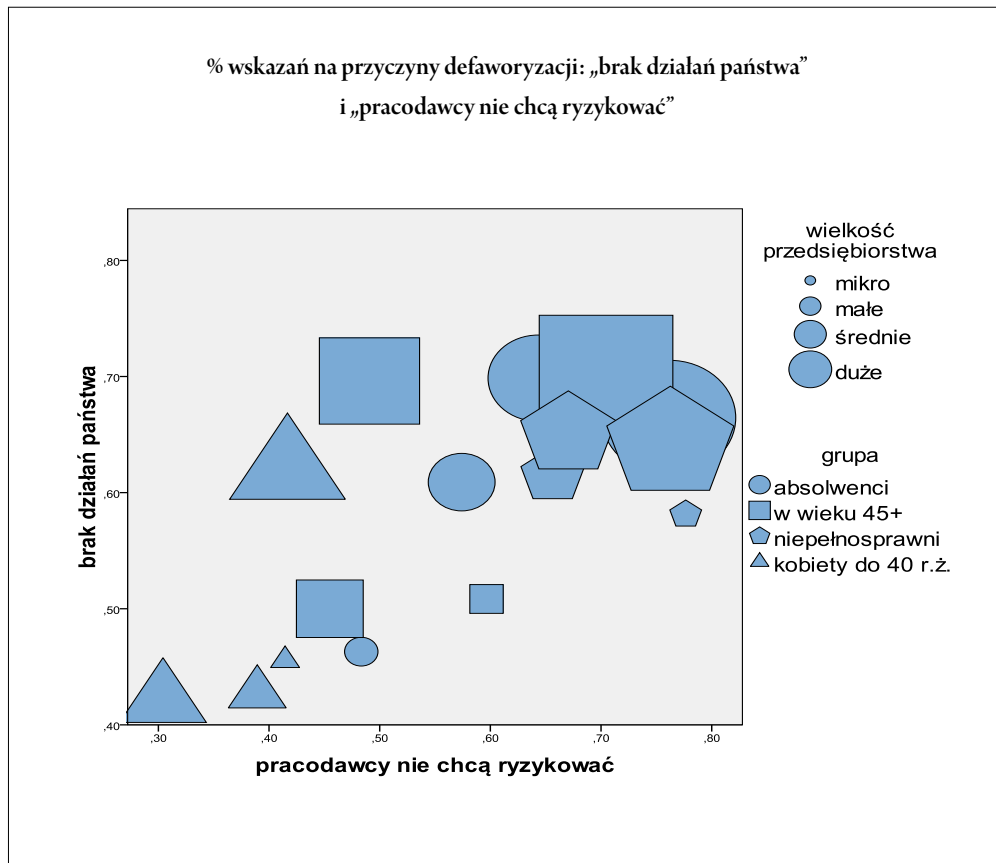 % wskazań na przyczyny defaworyzacji: „brak działań państwa”
i „pracodawcy nie chcą ryzykować”
wielkość
przedsiębiorstwa
mikro
małe
średnie
duże
grupa
absolwenci
w wieku 45+
niepełnosprawni
kobiety do 40 r.ż.
brak działań państwa
,80
,70
,60
,50
,40
,30
,40
,50
,60
,70
,80
pracodawcy nie chcą ryzykować